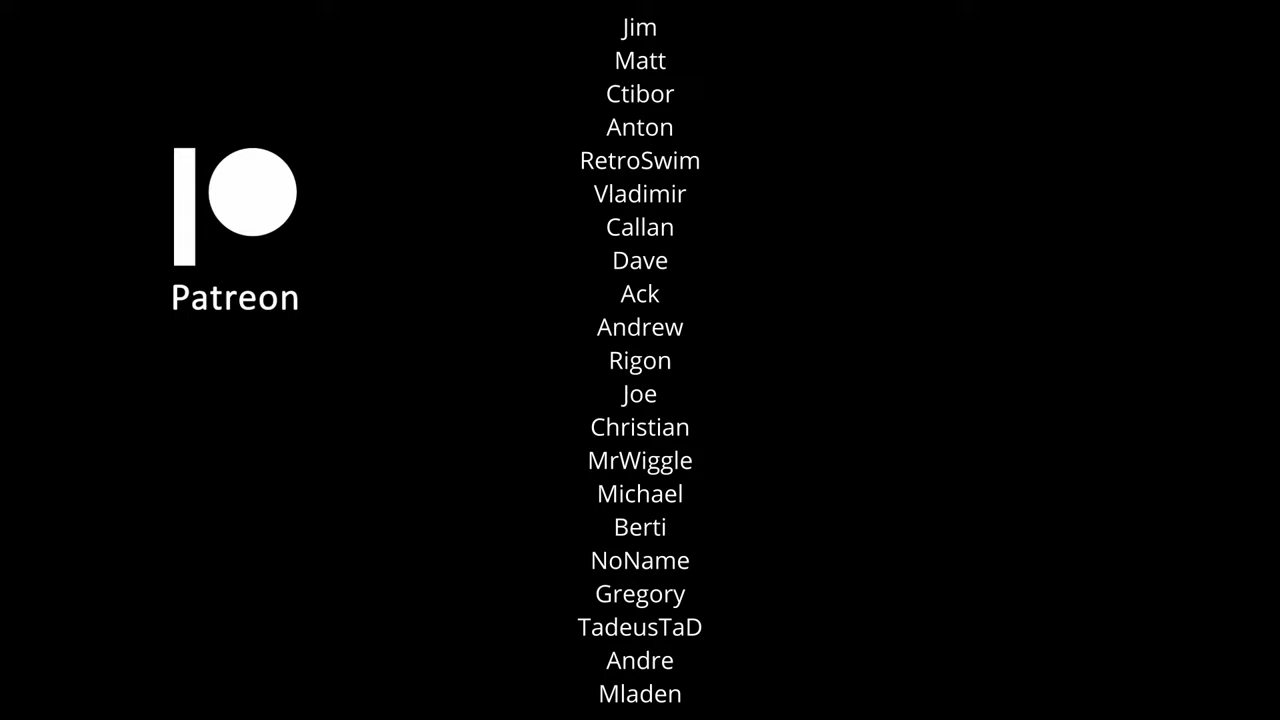 Jim
Matt
Ctibor
Anton
RetroSwim
Vladimir
Callan
Dave
Ack
Andrew
Rigon
Joe
Christian
MrWiggle
Michael
Berti
NoName
Gregory
TadeusTaD
Andre
Mladen
Patreon